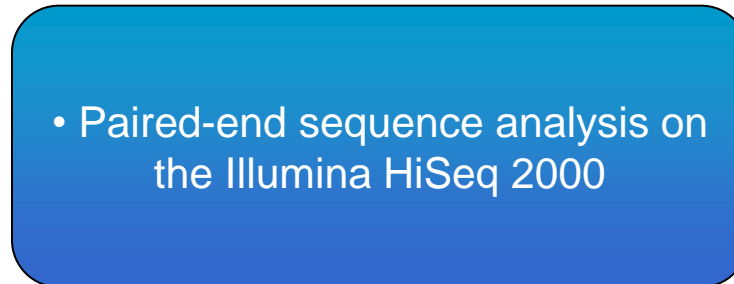 • Paired-end sequence analysis on
the Illumina HiSeq 2000